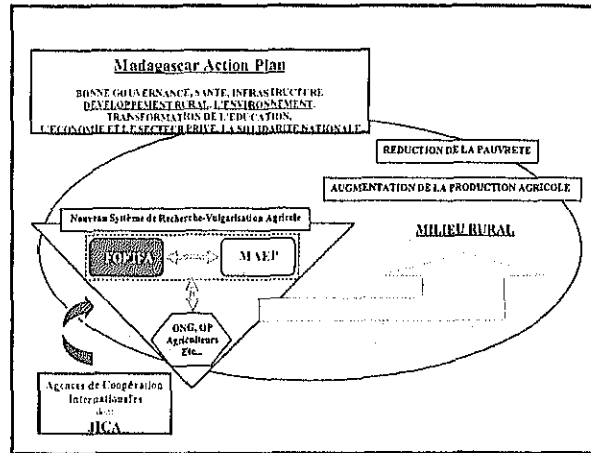 Madagascar Action Plan
BONNE GOUVERNANCE, SANTE, INFRASTRUCTURE
DEVELOPPEMENT RURAL, L'ENVIRONNEMENT,
TRANSFORMATION DE L'EDUCATION,
L'ECONOMIE ET LE SECTEUR PRIVE, LA SOLIDARITE NATIONALE
REDUCTION DE LA PAUVRETE
AUGMENTATION DE LA PRODUCTION AGRICOLE
Nouveau Système de Recherche-Vulgarisation Agricole
MILIEU RURAL
FOFIFA
MAEP
ONG, OP
Agriculteurs
Etc...
Agences de Coopération
Internationales
dont
JICA